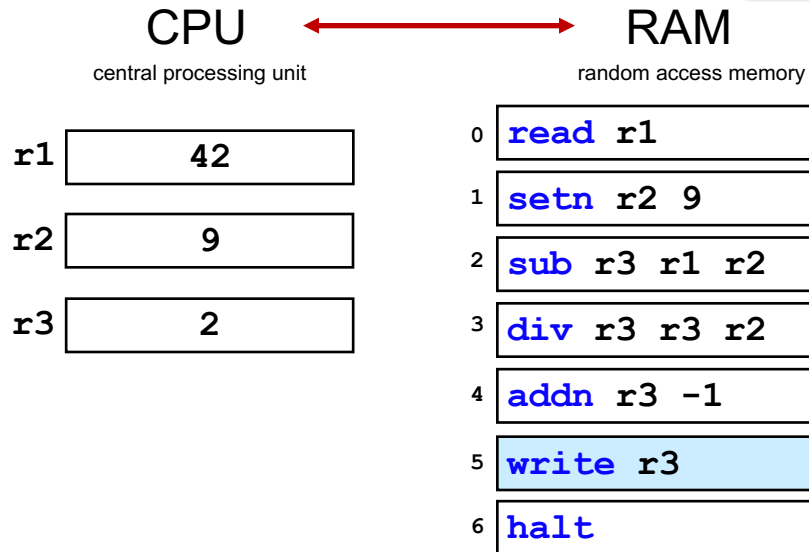 CPU RAM
central processing unit random access memory
r1 42
r2 9
r3 2
0 read r1
1 setn r2 9
2 sub r3 r1 r2
3 div r3 r3 r2
4 addn r3 -1
5 write r3
6 halt